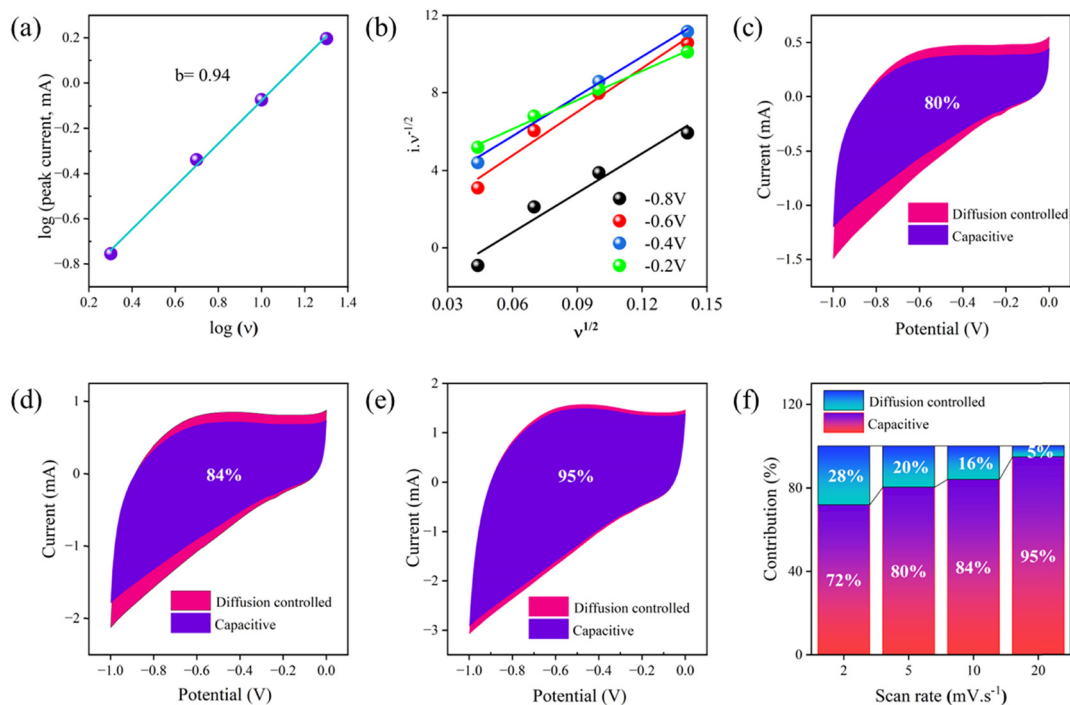 (a)
log (peak current, mA)
0.2
0.0
−0.2
−0.4
−0.6
−0.8
b= 0.94
0.2 0.4 0.6 0.8 1.0 1.2 1.4
log (ν)
(b)
i.ν-1/2
12
8
4
0
-0.8V
-0.6V
-0.4V
-0.2V
0.03 0.06 0.09 0.12 0.15
ν1/2
(c)
Current (mA)
0.5
0.0
−0.5
−1.0
−1.5
80%
Diffusion controlled
Capacitive
−1.0 −0.8 −0.6 −0.4 −0.2 0.0
Potential (V)
(d)
Current (mA)
1
0
−1
−2
84%
Diffusion controlled
Capacitive
−1.0 −0.8 −0.6 −0.4 −0.2 0.0
Potential (V)
(e)
Current (mA)
2
1
0
−1
−2
−3
95%
Diffusion controlled
Capacitive
−1.0 −0.8 −0.6 −0.4 −0.2 0.0
Potential (V)
(f)
Contribution (%)
120
80
40
0
Diffusion controlled
Capacitive
28% 20% 16% 5%
72% 80% 84% 95%
2 5 10 20
Scan rate (mV.s-1)